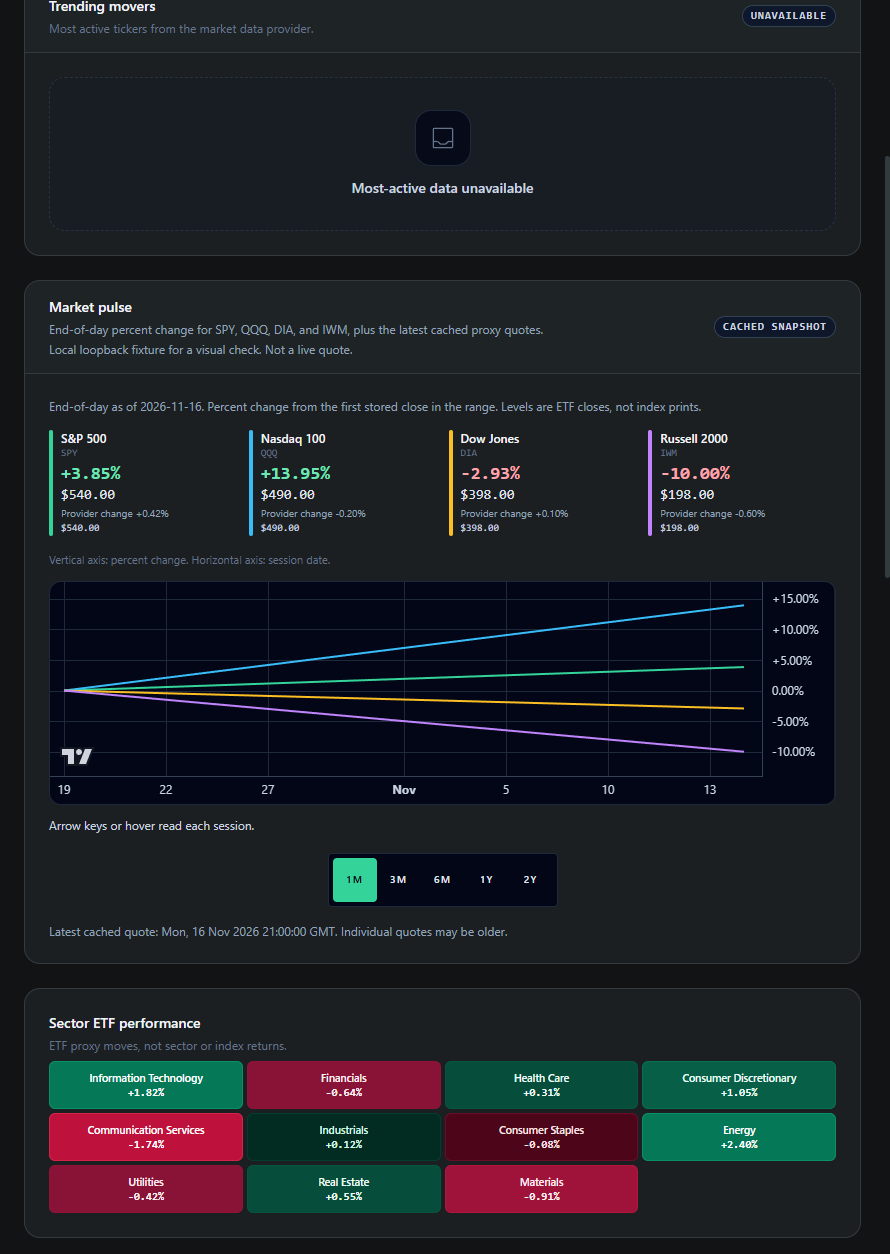 Trending movers
UNAVAILABLE
Most active tickers from the market data provider.
Most-active data unavailable
Market pulse
End-of-day percent change for SPY, QQQ, DIA, and IWM, plus the latest cached proxy quotes.
CACHED SNAPSHOT
Local loopback fixture for a visual check. Not a live quote.
End-of-day as of 2026-11-16. Percent change from the first stored close in the range. Levels are ETF closes, not index prints.
S&P 500
SPY
+3.85%
$540.00
Provider change +0.42%
$540.00
Nasdaq 100
QQQ
+13.95%
$490.00
Provider change -0.20%
$490.00
Dow Jones
DIA
-2.93%
$398.00
Provider change +0.10%
$398.00
Russell 2000
IWM
-10.00%
$198.00
Provider change -0.60%
$198.00
Vertical axis: percent change. Horizontal axis: session date.
+15.00%
+10.00%
+5.00%
0.00%
-5.00%
-10.00%
19 22 27 Nov 5 10 13
Arrow keys or hover read each session.
1M 3M 6M 1Y 2Y
Latest cached quote: Mon, 16 Nov 2026 21:00:00 GMT. Individual quotes may be older.
Sector ETF performance
ETF proxy moves, not sector or index returns.
Information Technology
+1.82%
Financials
-0.64%
Health Care
+0.31%
Consumer Discretionary
+1.05%
Communication Services
-1.74%
Industrials
+0.12%
Consumer Staples
-0.08%
Energy
+2.40%
Utilities
-0.42%
Real Estate
+0.55%
Materials
-0.91%